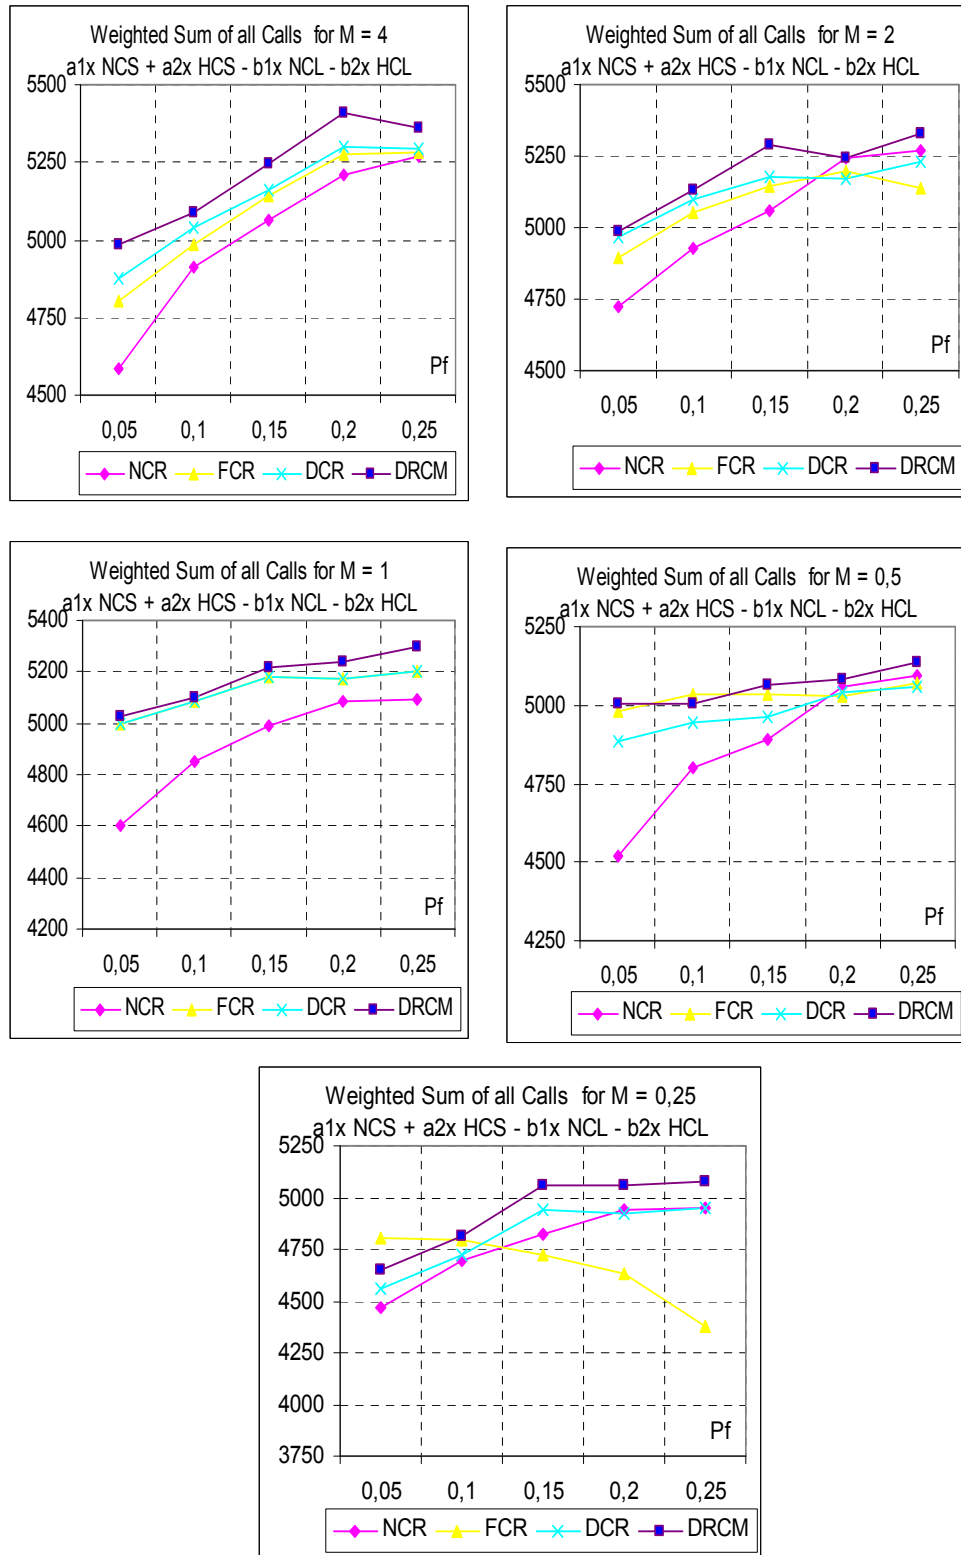 Weighted Sum of all Calls for M = 4
a1x NCS + a2x HCS - b1x NCL - b2x HCL
5500
5250
5000
4750
4500
Pf
0,05 0,1 0,15 0,2 0,25
NCR FCR DCR DRCM
Weighted Sum of all Calls for M = 2
a1x NCS + a2x HCS - b1x NCL - b2x HCL
5500
5250
5000
4750
4500
Pf
0,05 0,1 0,15 0,2 0,25
NCR FCR DCR DRCM
Weighted Sum of all Calls for M = 1
a1x NCS + a2x HCS - b1x NCL - b2x HCL
5400
5200
5000
4800
4600
4400
4200
Pf
0,05 0,1 0,15 0,2 0,25
NCR FCR DCR DRCM
Weighted Sum of all Calls for M = 0,5
a1x NCS + a2x HCS - b1x NCL - b2x HCL
5250
5000
4750
4500
4250
Pf
0,05 0,1 0,15 0,2 0,25
NCR FCR DCR DRCM
Weighted Sum of all Calls for M = 0,25
a1x NCS + a2x HCS - b1x NCL - b2x HCL
5250
5000
4750
4500
4250
4000
3750
Pf
0,05 0,1 0,15 0,2 0,25
NCR FCR DCR DRCM